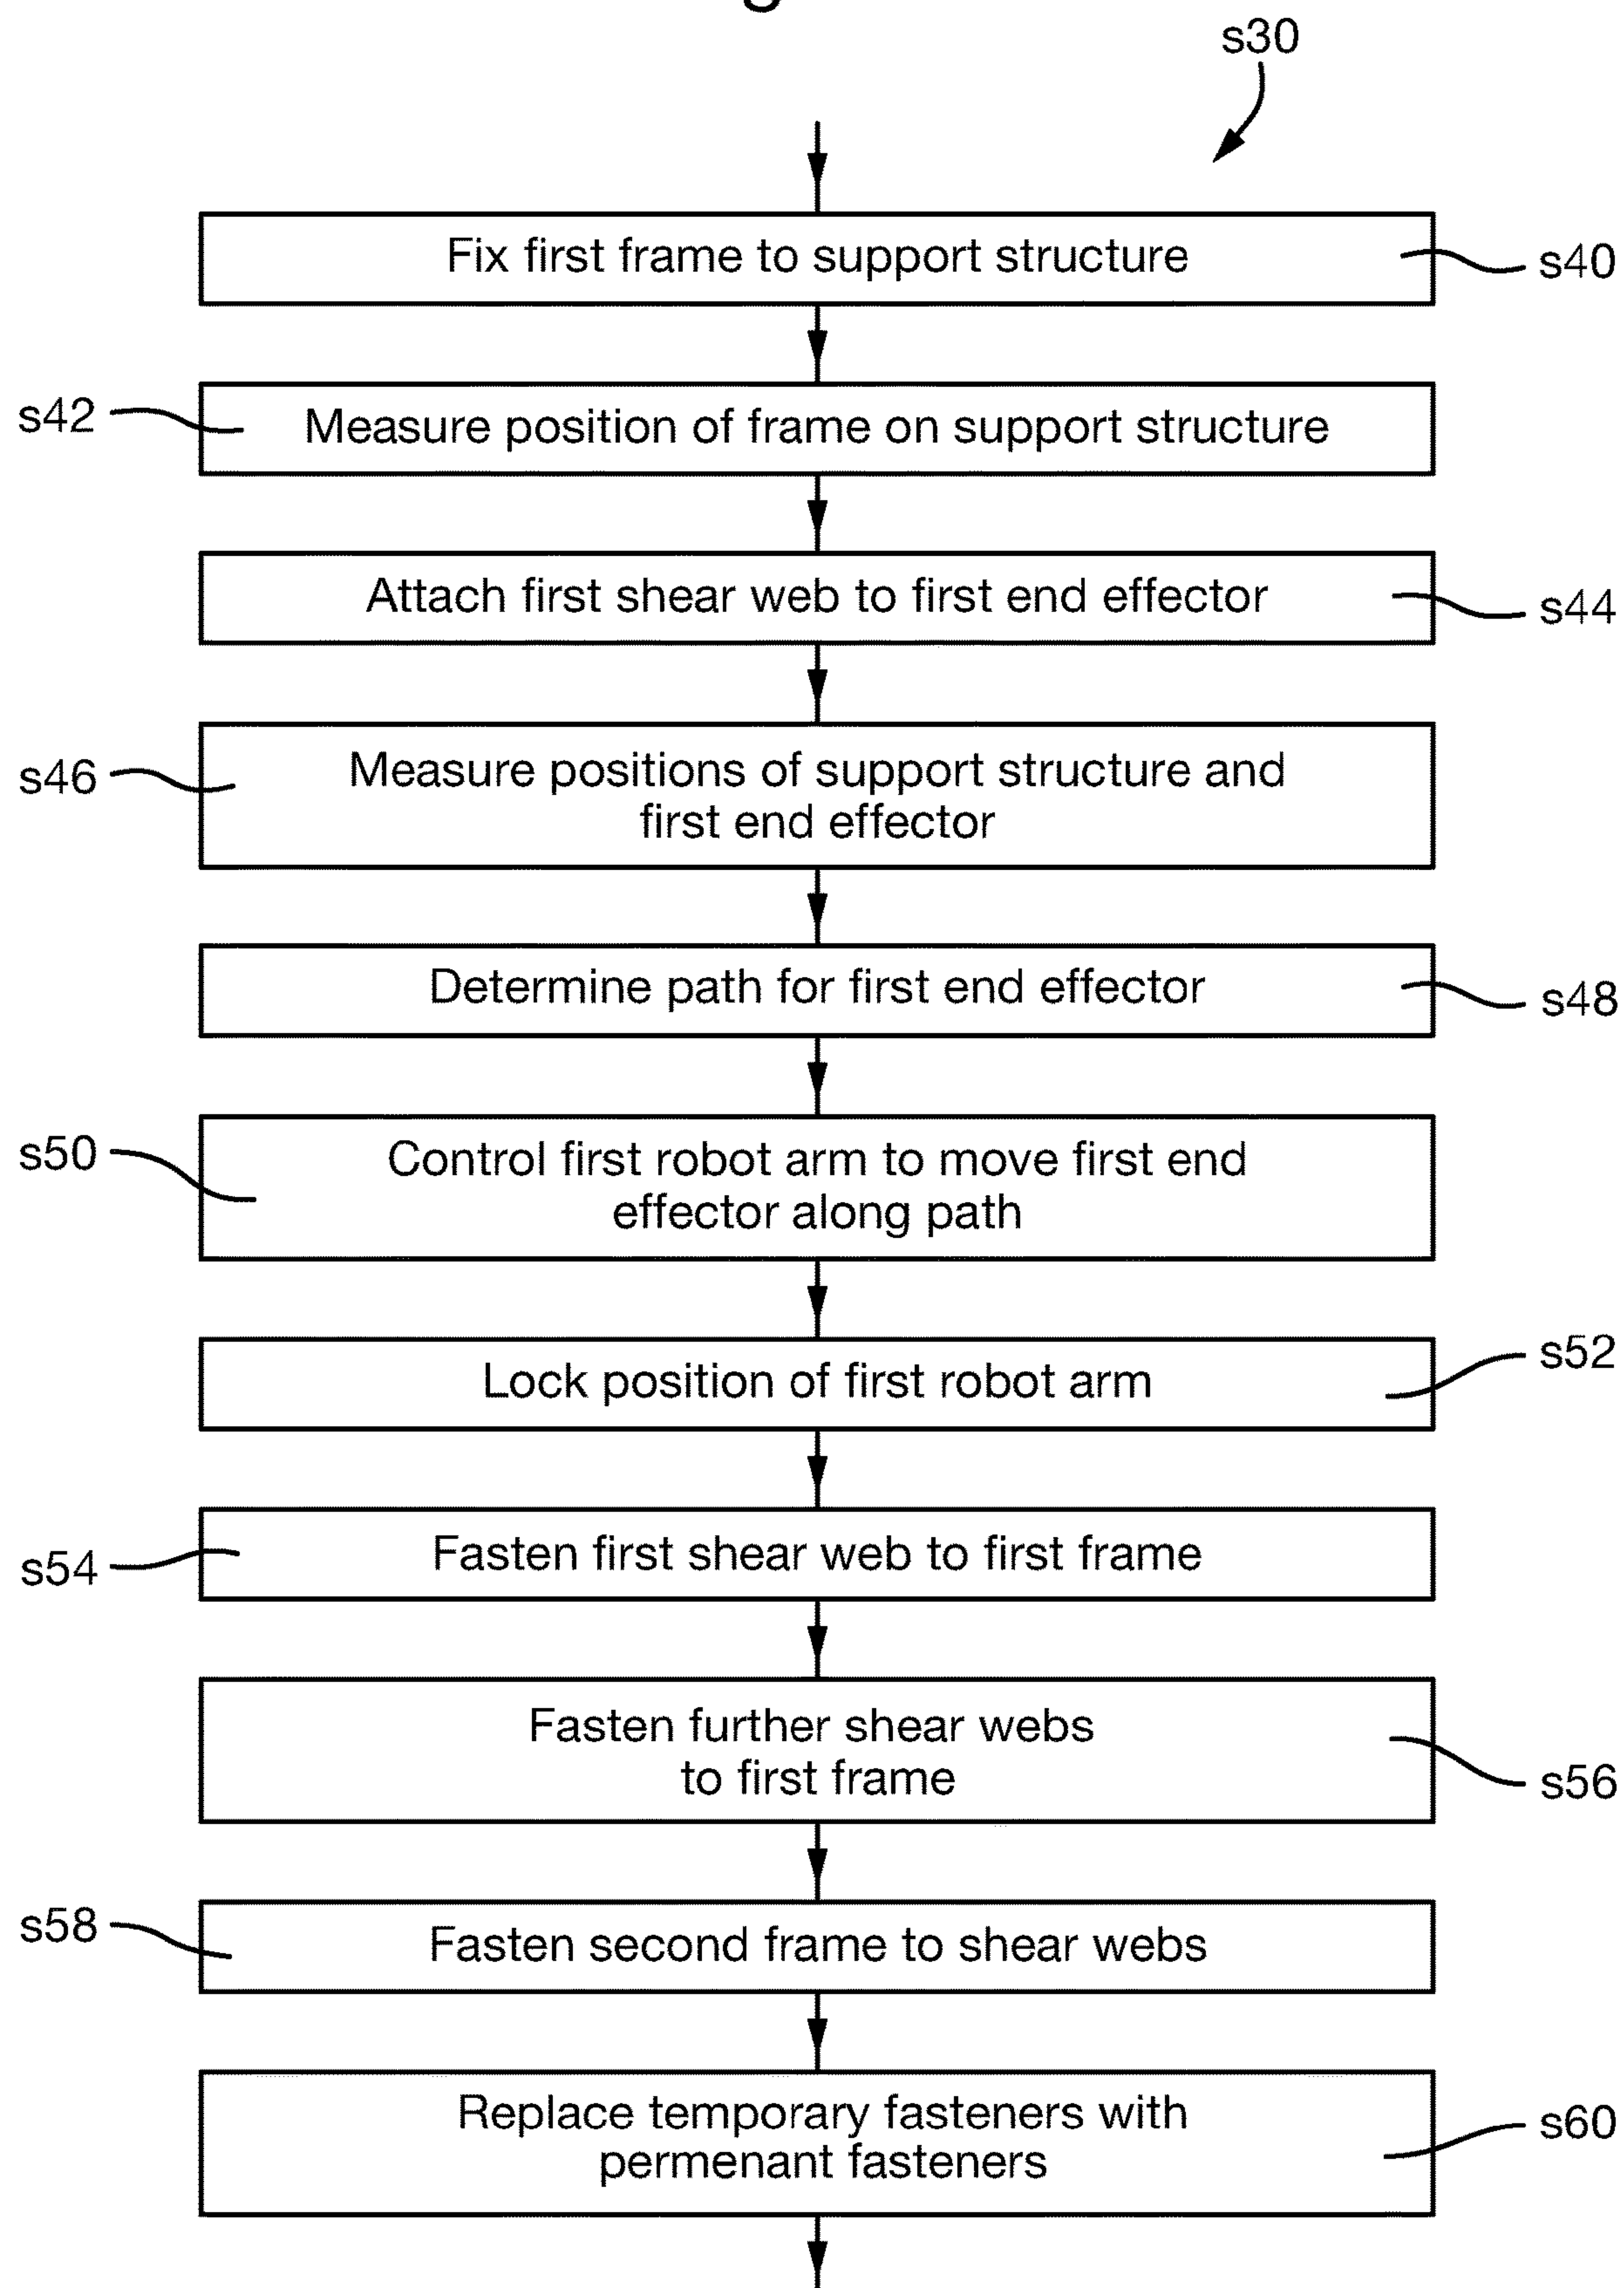 s30
Fix first frame to support structure
s40
s42
Measure position of frame on support structure
Attach first shear web to first end effector
s44
s46
Measure positions of support structure and
first end effector
Determine path for first end effector
s48
s50
Control first robot arm to move first end
effector along path
Lock position of first robot arm
s52
s54
Fasten first shear web to first frame
Fasten further shear webs
to first frame
s56
s58
Fasten second frame to shear webs
Replace temporary fasteners with
permenant fasteners
s60